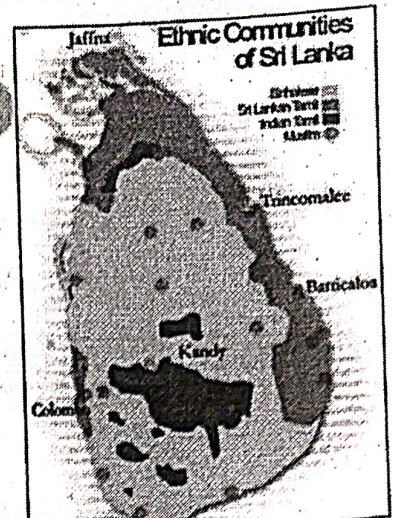 Ethnic Communities
of Sri Lanka
Jaffna
Sinhalese
Sri Lankan Tamil
Indian Tamil
Muslim
Trincomalee
Batticaloa
Kandy
Colombo